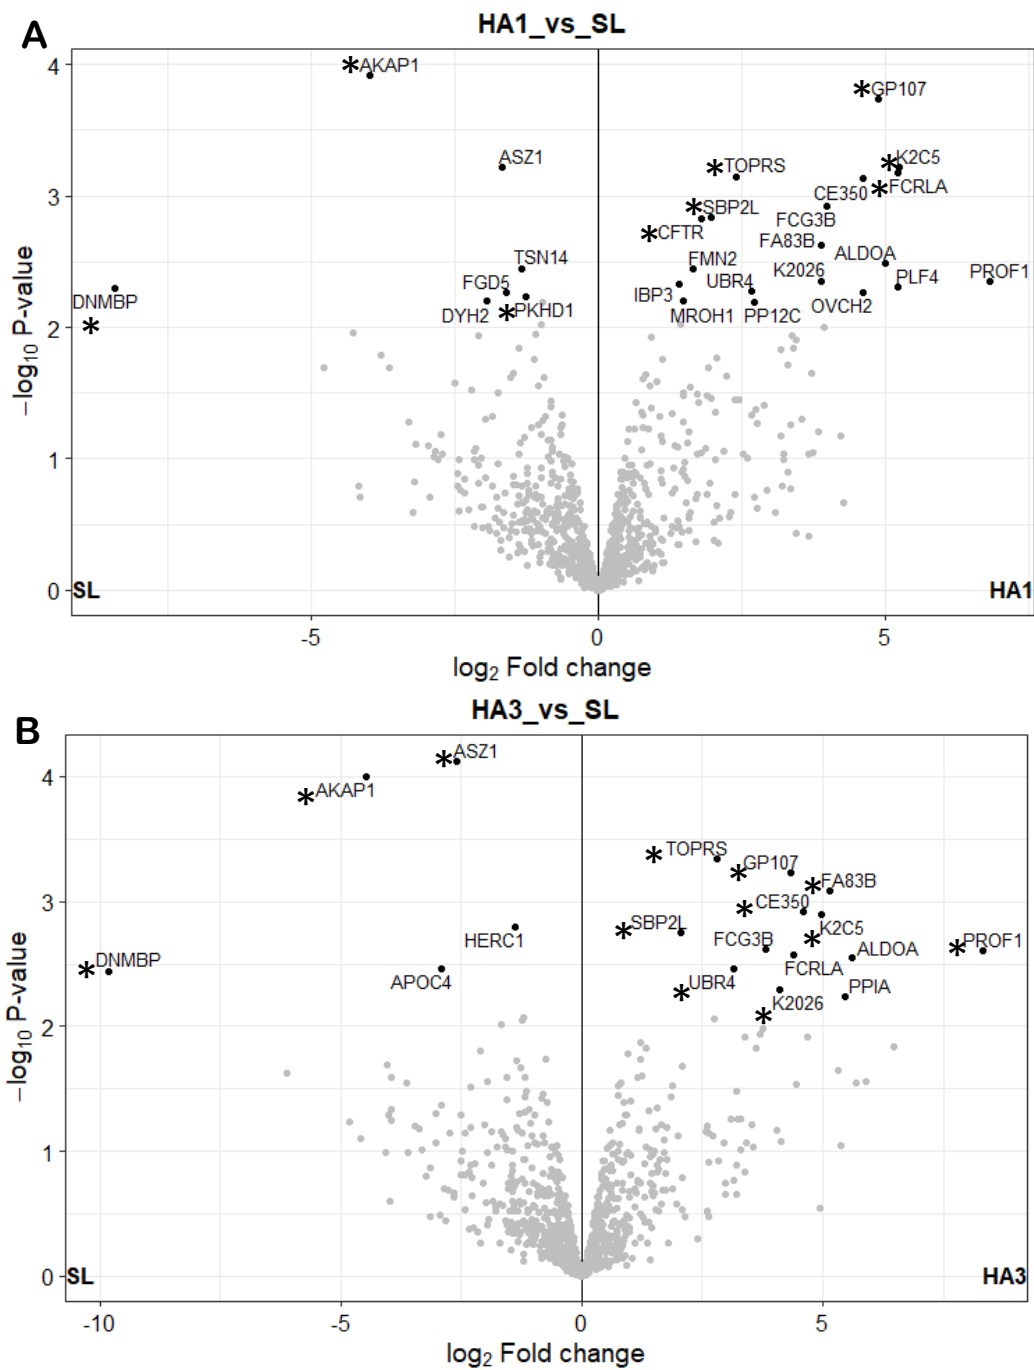 A
HA1_vs_SL
* AKAP1
* GP107
ASZ1
* TOPRS
* K2C5
* FCRLA
CE350
* SBP2L
FCG3B
* CFTR
FA83B
TSN14
FMN2
ALDOA
FGD5
UBR4
K2026
PLF4
PROF1
DNMBP
IBP3
DYH2
* PKHD1
MROH1
PP12C
OVCH2
*
4
3
2
1
0
−log10 P-value
SL
HA1
-5
0
5
log2 Fold change
B
HA3_vs_SL
* ASZ1
* AKAP1
* TOPRS
* GP107
* FA83B
* CE350
* SBP2L
* K2C5
HERC1
FCG3B
* PROF1
ALDOA
* DNMBP
FCRLA
APOC4
* UBR4
PPIA
* K2026
4
3
2
1
0
−log10 P-value
SL
HA3
-10
-5
0
5
log2 Fold change